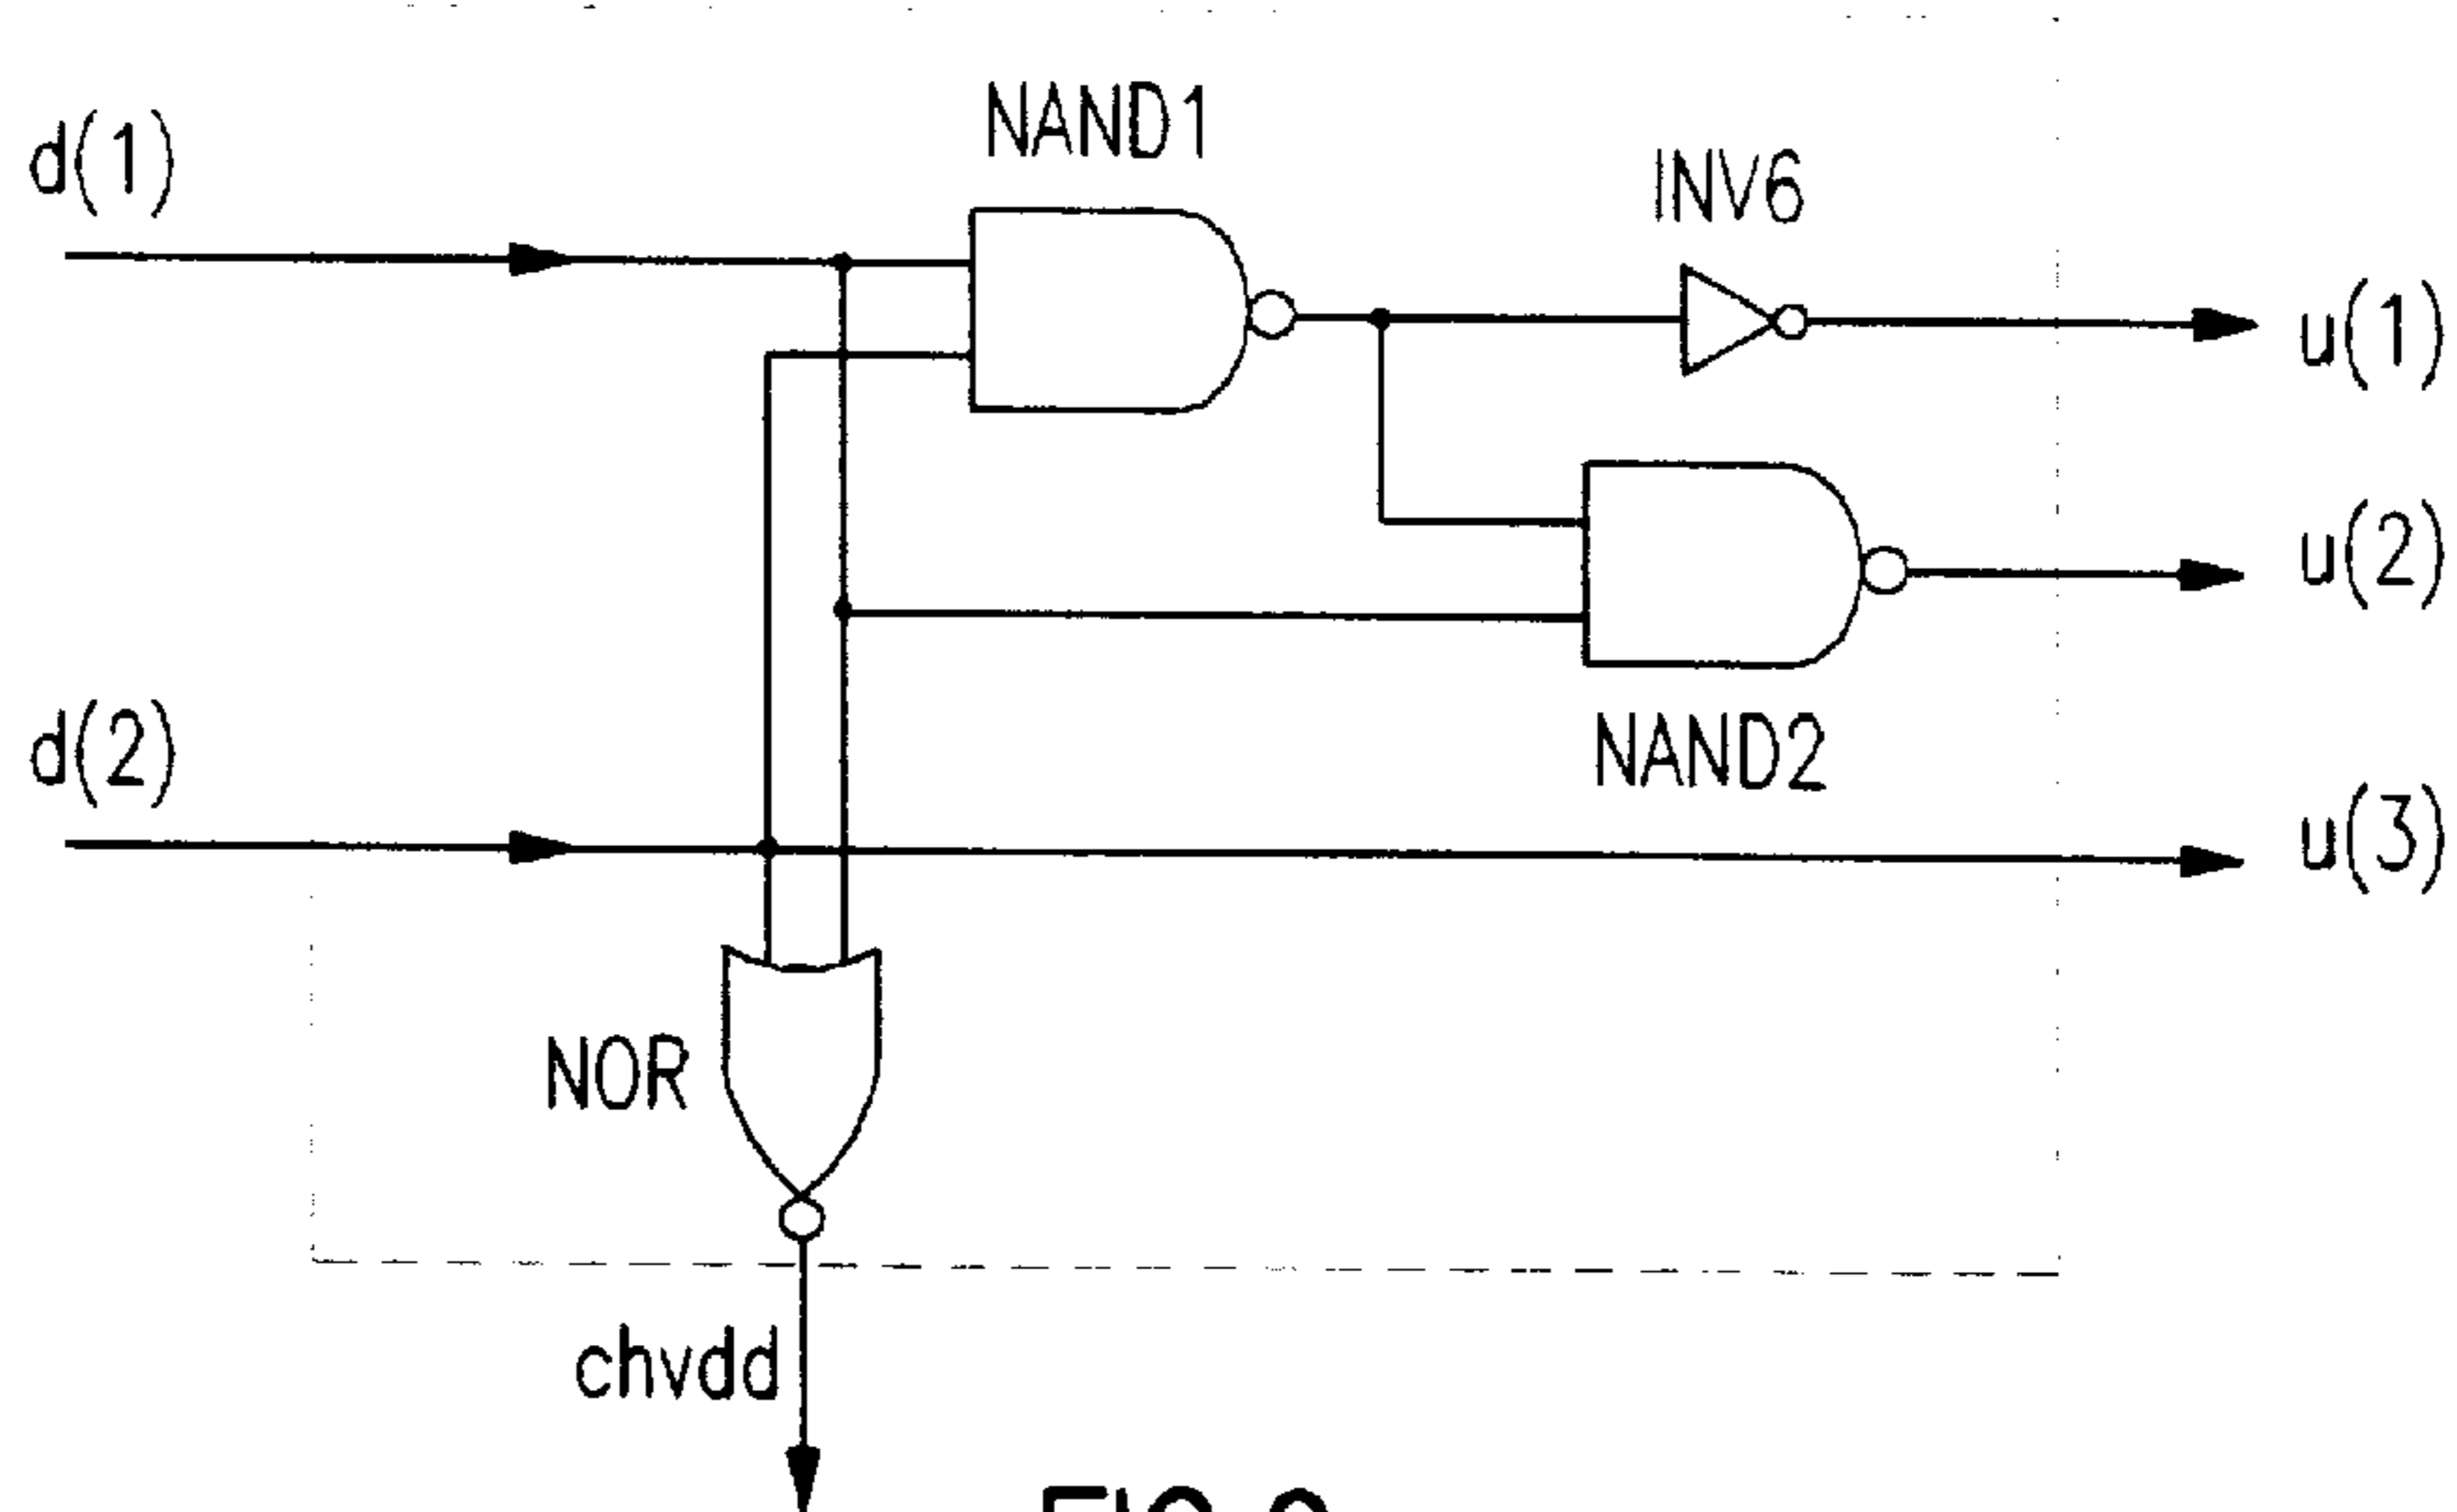 NAND1
d(1)
INV6
u(1)
u(2)
d(2)
NAND2
u(3)
NOR
chvdd